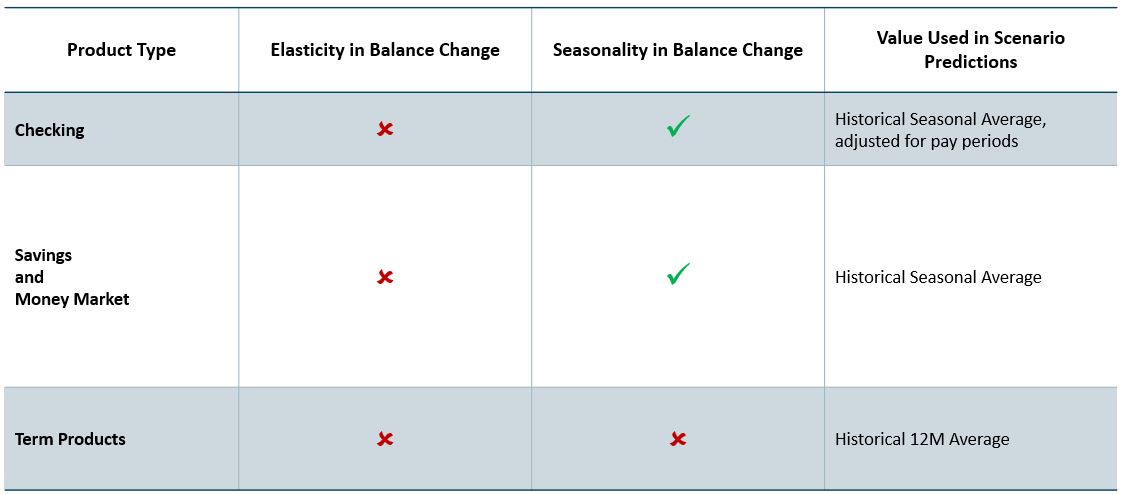 Product Type
Elasticity in Balance Change
Seasonality in Balance Change
Value Used in Scenario
Predictions
Checking
Historical Seasonal Average,
adjusted for pay periods
Savings
and
Money Market
Historical Seasonal Average
Term Products
Historical 12M Average